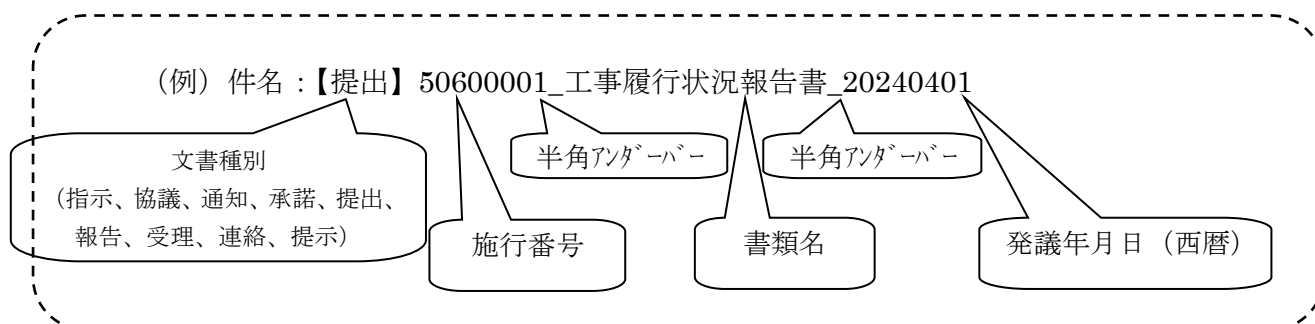 （例）件名：【提出】50600001_工事履行状況報告書_20240401
文書種別
（指示、協議、通知、承諾、提出、
報告、受理、連絡、提示）
半角ｱﾝﾀﾞｰﾊﾞｰ
半角ｱﾝﾀﾞｰﾊﾞｰ
施行番号
書類名
発議年月日（西暦）